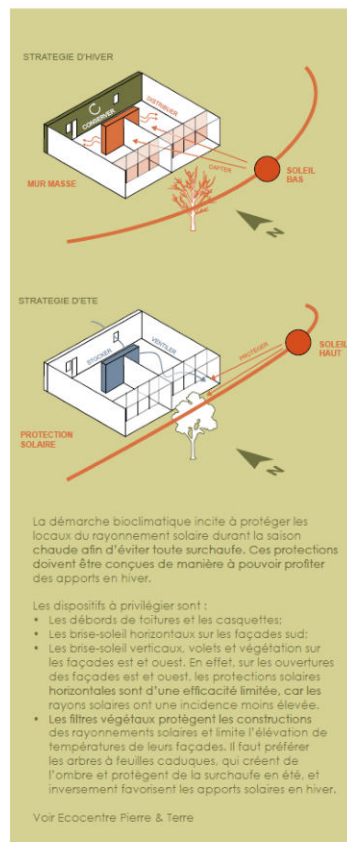 STRATEGIE D'HIVER
CONSERVER
DISTRIBUER
CAPTER
MUR MASSE
SOLEIL
BAS
N
STRATEGIE D'ETE
STOCKER
VENTILER
PROTEGER
SOLEIL
HAUT
PROTECTION
SOLAIRE
N
La démarche bioclimatique incite à protéger les
locaux du rayonnement solaire durant la saison
chaude afin d'éviter toute surchauffe. Ces protections
doivent être conçues de manière à pouvoir profiter
des apports en hiver.
Les dispositifs à privilégier sont :
• Les débords de toitures et les casquettes;
• Les brise-soleil horizontaux sur les façades sud;
• Les brise-soleil verticaux, volets et végétation sur
les façades est et ouest. En effet, sur les ouvertures
des façades est et ouest, les protections solaires
horizontales sont d'une efficacité limitée, car les
rayons solaires ont une incidence moins élevée.
• Les filtres végétaux protègent les constructions
des rayonnements solaires et limite l'élévation de
températures de leurs façades. Il faut préférer
les arbres à feuilles caduques, qui créent de
l'ombre et protègent de la surchauffe en été, et
inversement favorisent les apports solaires en hiver.
Voir Ecocentre Pierre & Terre